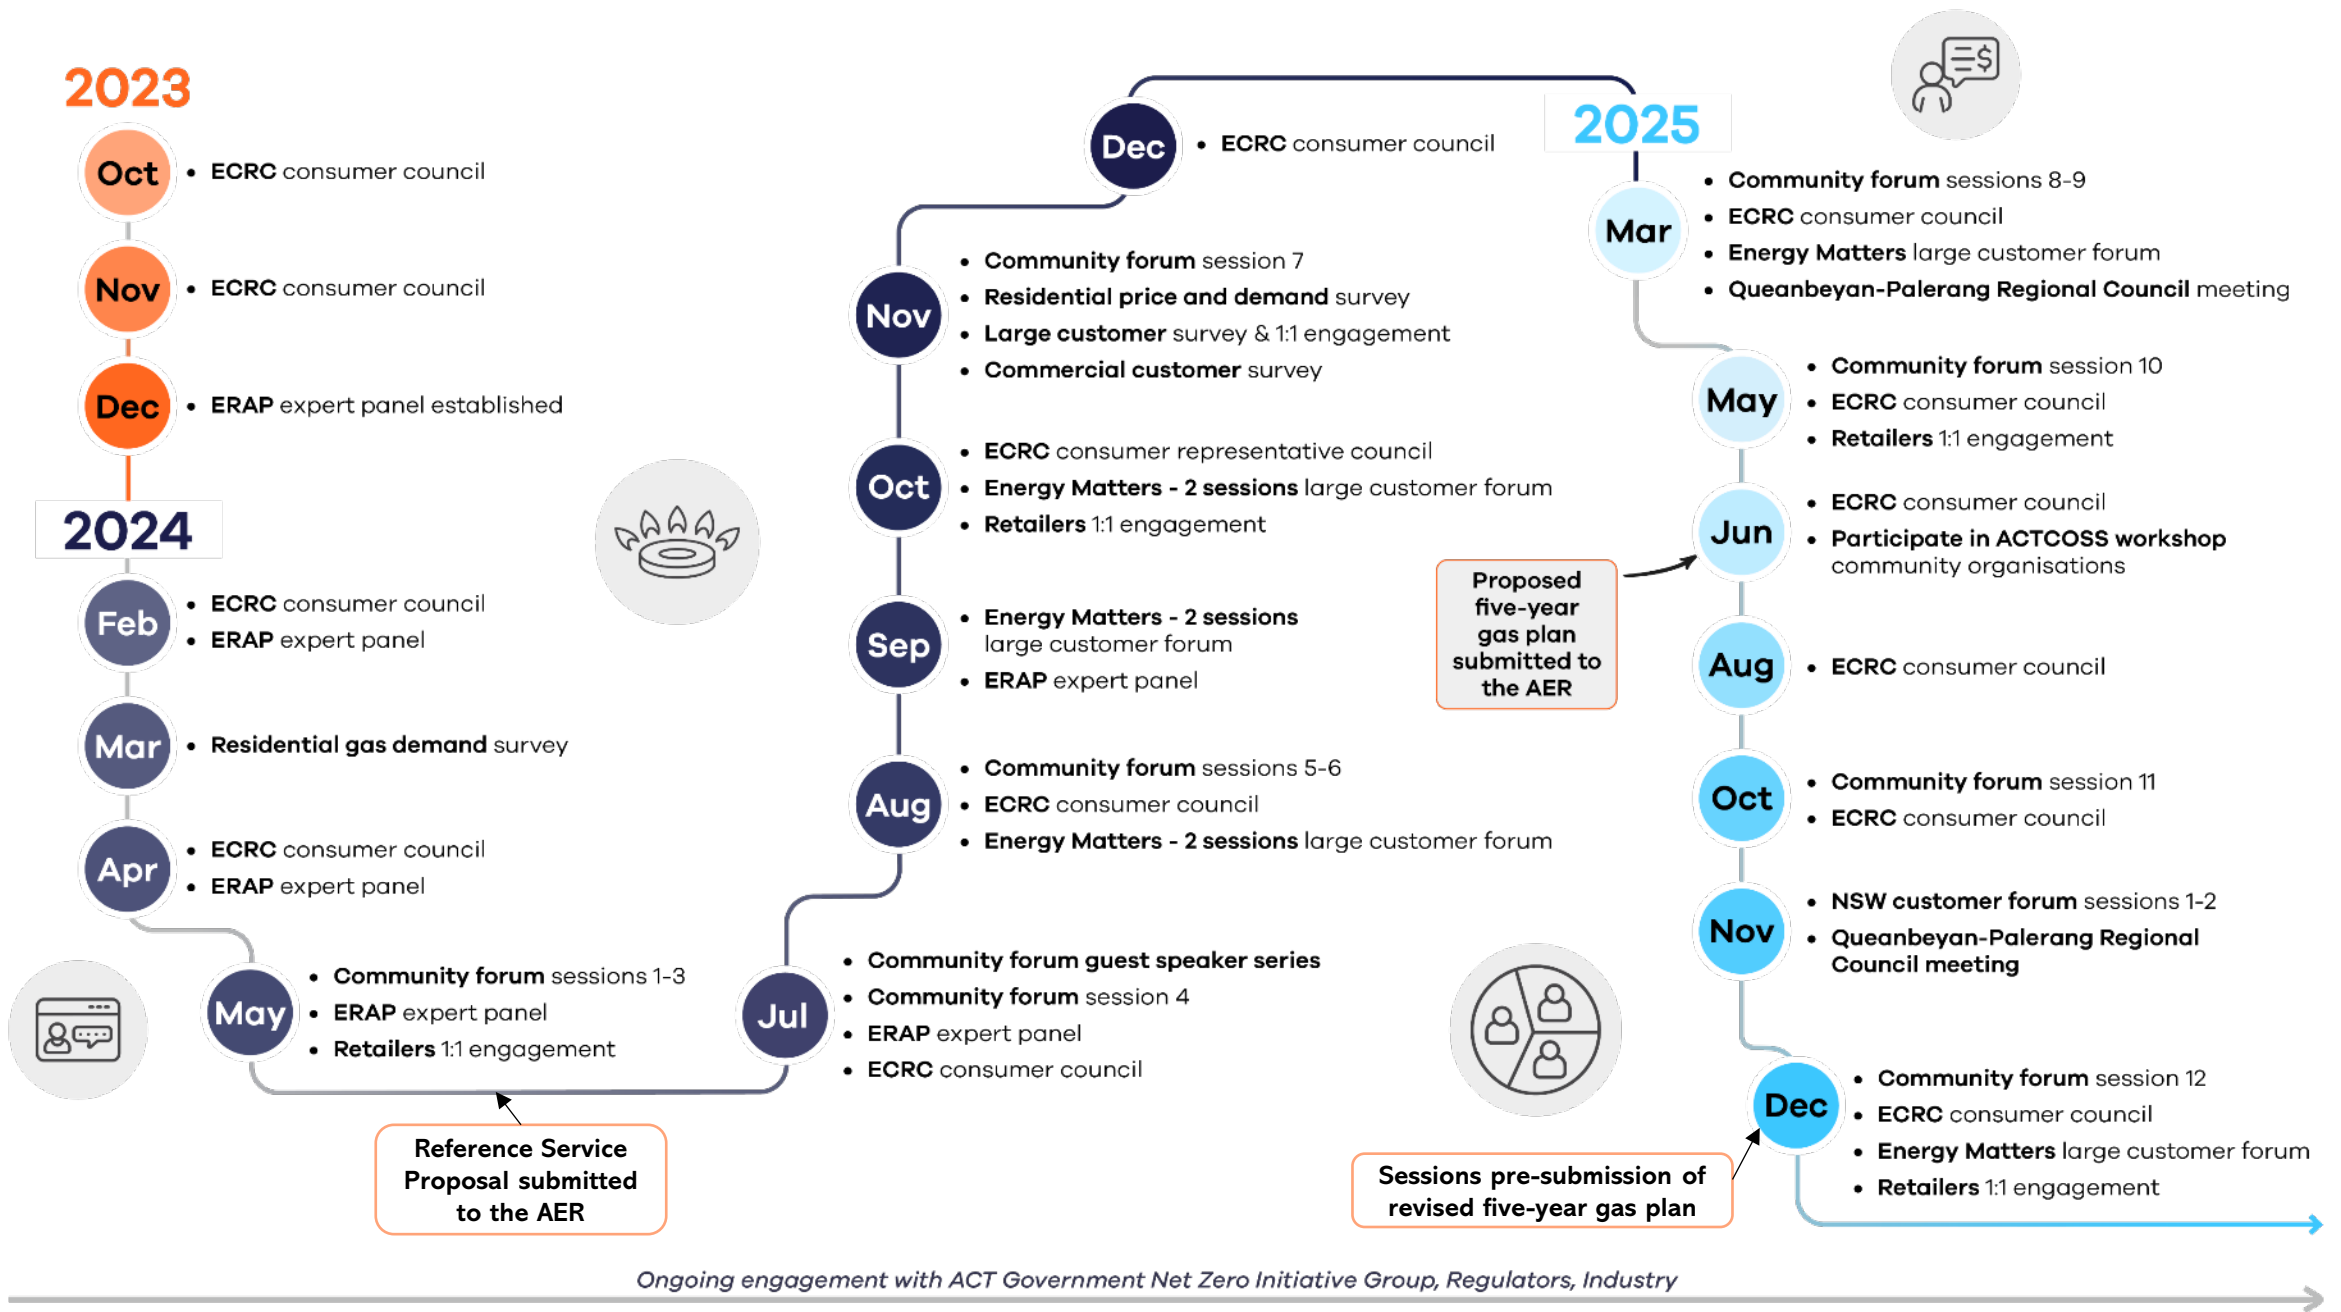 2023
Oct
• ECRC consumer council
Nov
• ECRC consumer council
Dec
• ERAP expert panel established
2024
Feb
• ECRC consumer council
• ERAP expert panel
Mar
• Residential gas demand survey
Apr
• ECRC consumer council
• ERAP expert panel
May
• Community forum sessions 1-3
• ERAP expert panel
• Retailers 1:1 engagement
Reference Service
Proposal submitted
to the AER
Jul
• Community forum guest speaker series
• Community forum session 4
• ERAP expert panel
• ECRC consumer council
Aug
• Community forum sessions 5-6
• ECRC consumer council
• Energy Matters - 2 sessions large customer forum
Sep
• Energy Matters - 2 sessions
large customer forum
• ERAP expert panel
Oct
• ECRC consumer representative council
• Energy Matters - 2 sessions large customer forum
• Retailers 1:1 engagement
Nov
• Community forum session 7
• Residential price and demand survey
• Large customer survey & 1:1 engagement
• Commercial customer survey
Dec
• ECRC consumer council
2025
$
Mar
• Community forum sessions 8-9
• ECRC consumer council
• Energy Matters large customer forum
• Queanbeyan-Palerang Regional Council meeting
May
• Community forum session 10
• ECRC consumer council
• Retailers 1:1 engagement
Jun
• ECRC consumer council
• Participate in ACTCOSS workshop
community organisations
Proposed
five-year
gas plan
submitted to
the AER
Aug
• ECRC consumer council
Oct
• Community forum session 11
• ECRC consumer council
Nov
• NSW customer forum sessions 1-2
• Queanbeyan-Palerang Regional
Council meeting
Dec
• Community forum session 12
• ECRC consumer council
• Energy Matters large customer forum
• Retailers 1:1 engagement
Sessions pre-submission of
revised five-year gas plan
Ongoing engagement with ACT Government Net Zero Initiative Group, Regulators, Industry